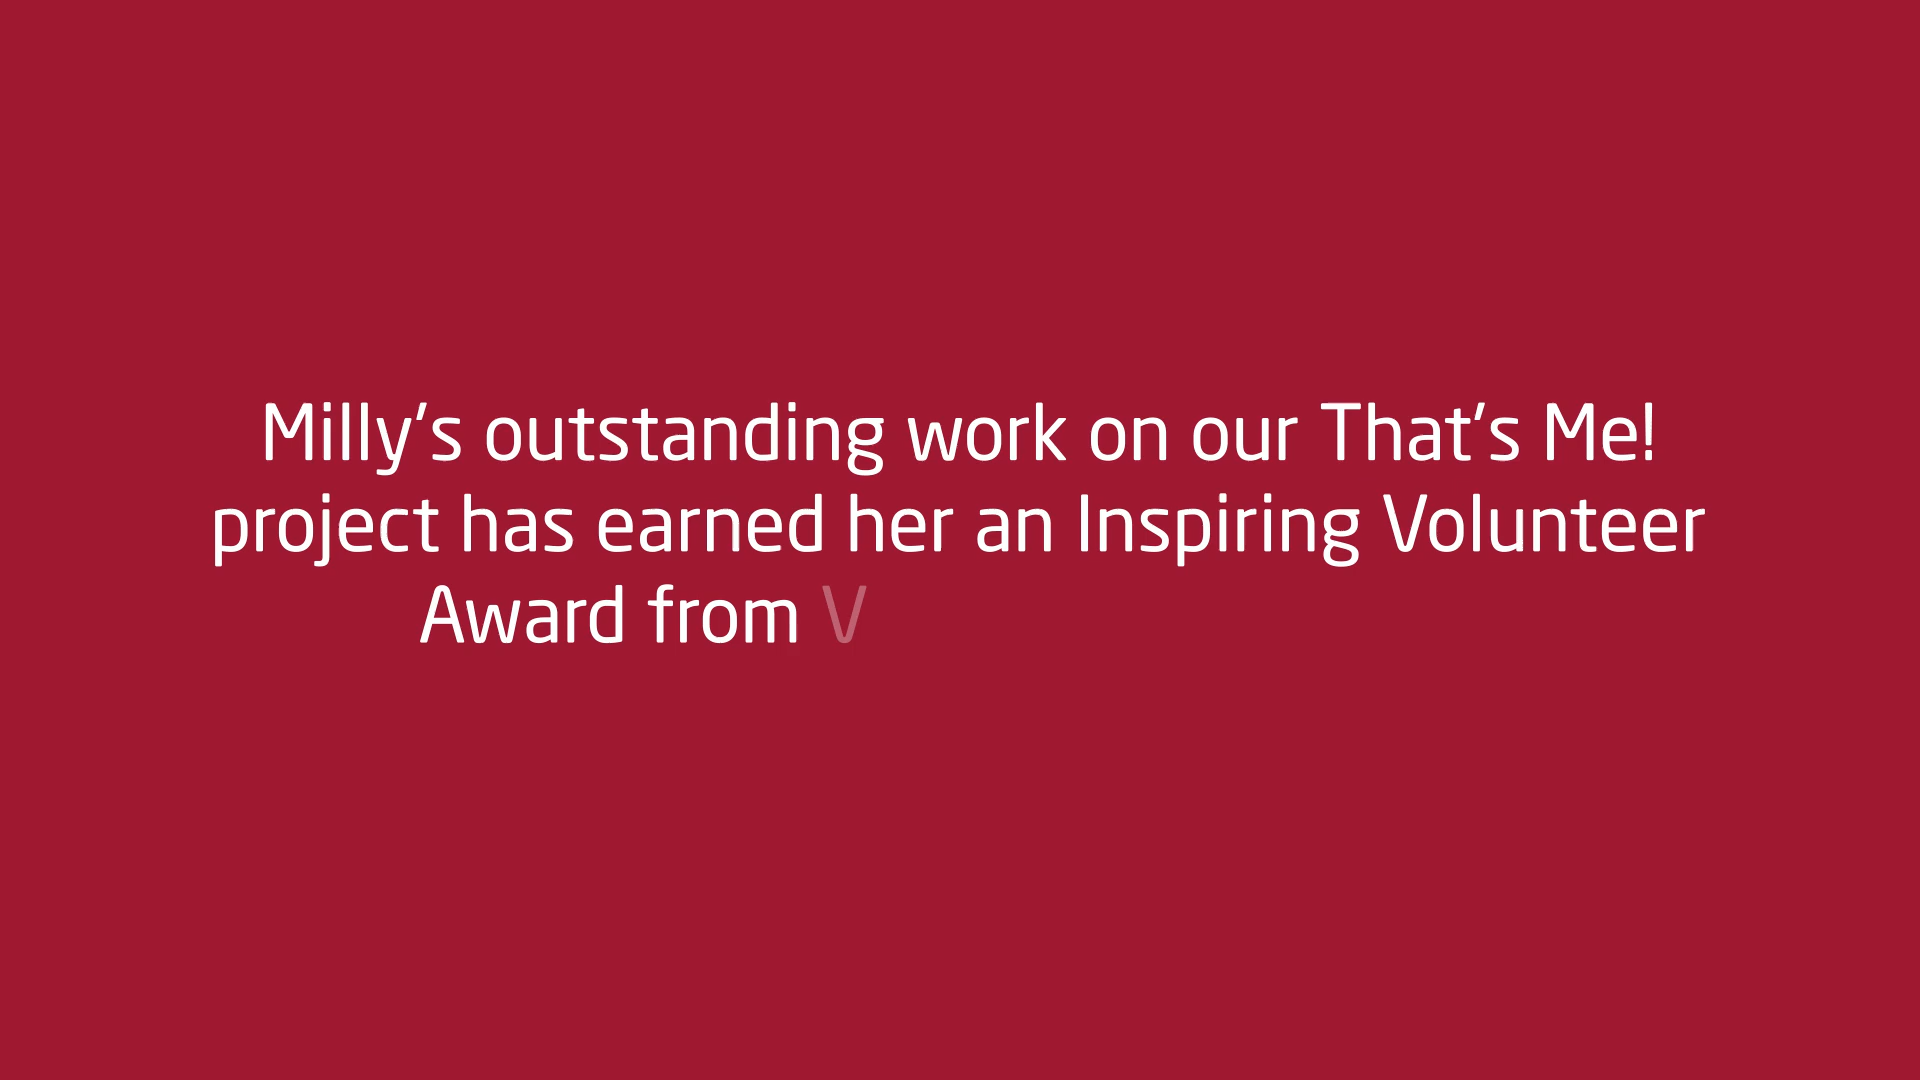 Milly’s outstanding work on our That’s Me!
project has earned her an Inspiring Volunteer
Award from V